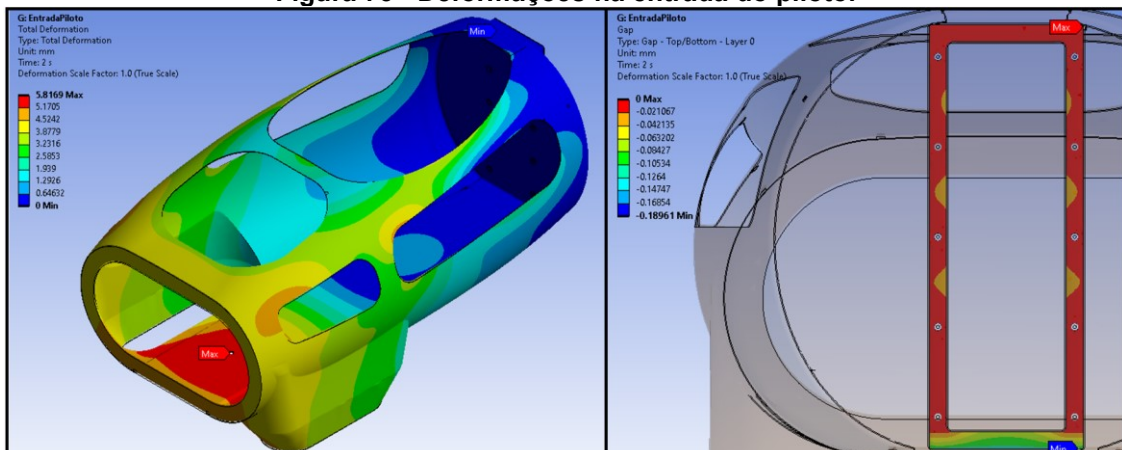 Figura 76 - Deformações na entrada do piloto.
G: EntradaPiloto
Total Deformation
Type: Total Deformation
Unit: mm
Time: 2 s
Deformation Scale Factor: 1.0 (True Scale)
5.8169 Max
5.1705
4.5242
3.8779
3.2316
2.5853
1.939
1.2926
0.64632
0 Min
Min
Max
G: EntradaPiloto
Gap
Type: Gap - Top/Bottom - Layer 0
Unit: mm
Time: 2 s
Deformation Scale Factor: 1.0 (True Scale)
0 Max
-0.021067
-0.042135
-0.063202
-0.08427
-0.10534
-0.1264
-0.14747
-0.16854
-0.18961 Min
Max
Min